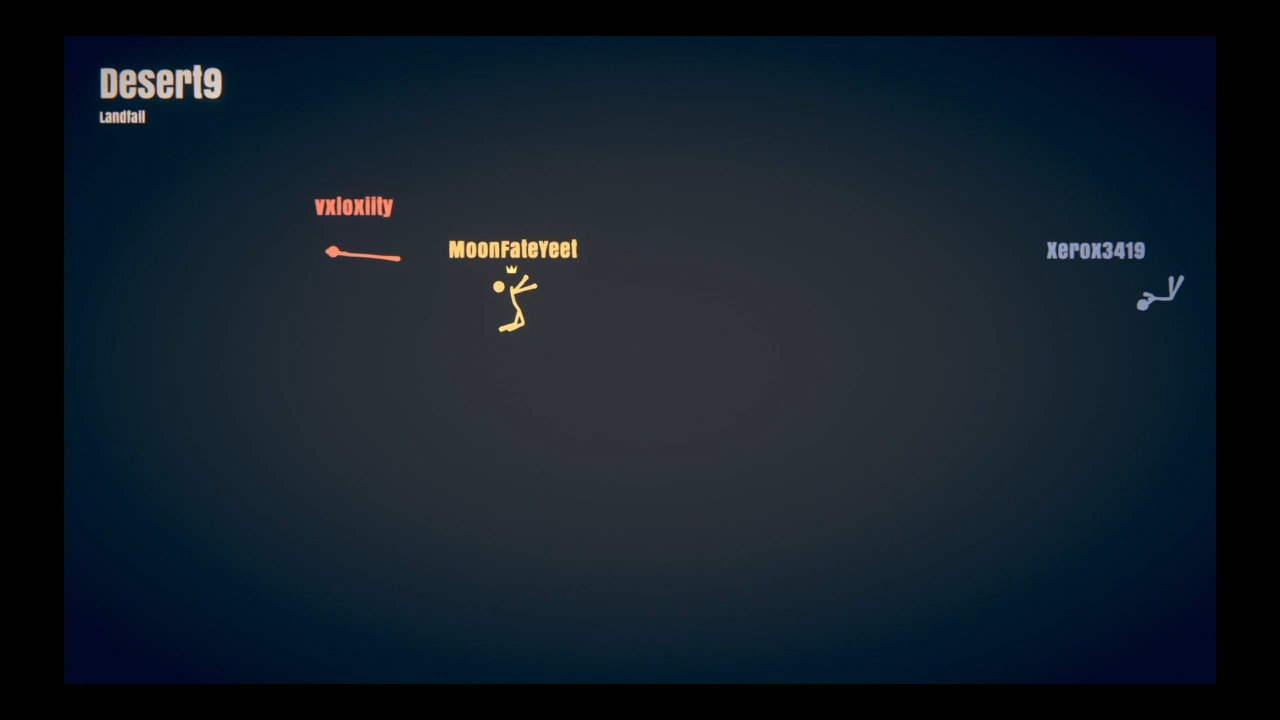 Desert9
Landfall
vxloxiity
MoonFateYeet
Xerox3419